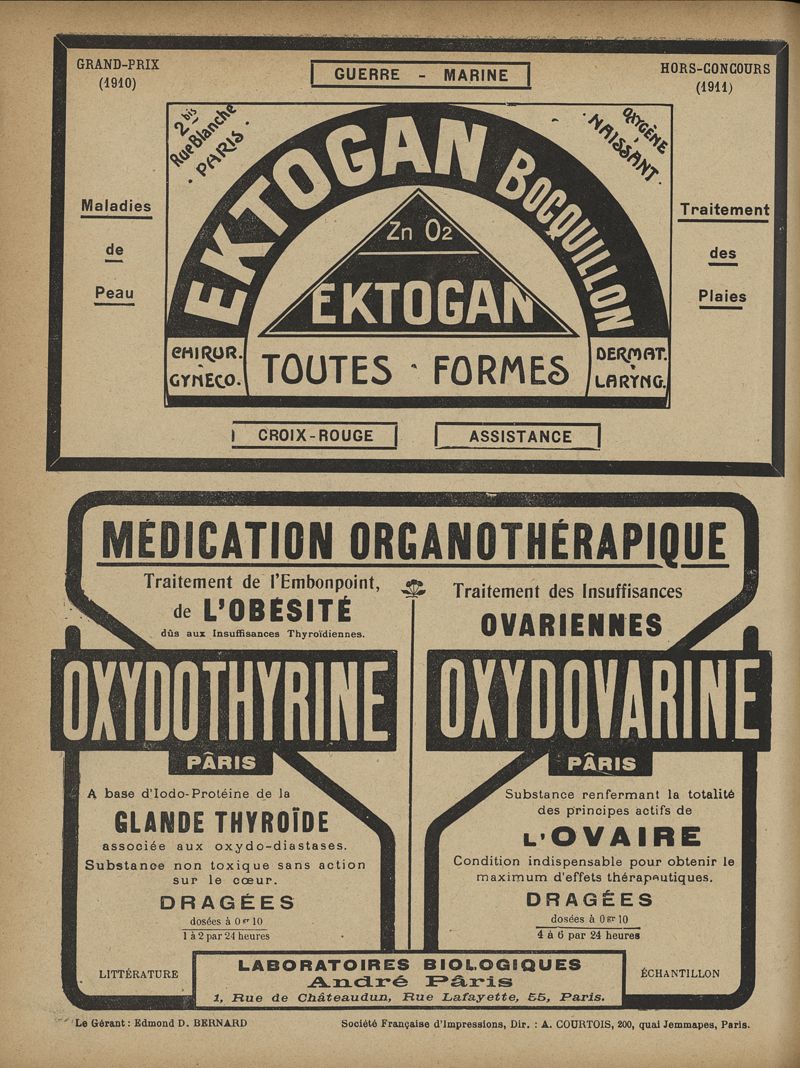 GRAND-PRIX
(1910)
GUERRE - MARINE
HORS-CONCOURS
(1911)
2 bis
Rue Blanche
· PARIS ·
OXYGÈNE
· NAISSANT ·
EKTOGAN BOCQUILLON
Maladies
de
Peau
Zn O2
EKTOGAN
Traitement
des
Plaies
CHIRUR.
GYNÉCO.
TOUTES · FORMES
DERMAT.
LARYNG.
CROIX-ROUGE
ASSISTANCE
MÉDICATION ORGANOTHÉRAPIQUE
Traitement de l'Embonpoint,
de L'OBÉSITÉ
dûs aux Insuffisances Thyroïdiennes.
OXYDOTHYRINE
PÂRIS
A base d'Iodo-Protéine de la
GLANDE THYROÏDE
associée aux oxydo-diastases.
Substance non toxique sans action
sur le cœur.
DRAGÉES
dosées à 0 gr 10
1 à 2 par 24 heures
Traitement des Insuffisances
OVARIENNES
OXYDOVARINE
PÂRIS
Substance renfermant la totalité
des principes actifs de
L'OVAIRE
Condition indispensable pour obtenir le
maximum d'effets thérapeutiques.
DRAGÉES
dosées à 0 gr 10
4 à 6 par 24 heures
LITTÉRATURE
LABORATOIRES BIOLOGIQUES
André Pâris
1, Rue de Châteaudun, Rue Lafayette, 55, Paris.
ÉCHANTILLON
Le Gérant : Edmond D. BERNARD
Société Française d'Impressions, Dir. : A. COURTOIS, 200, quai Jemmapes, Paris.